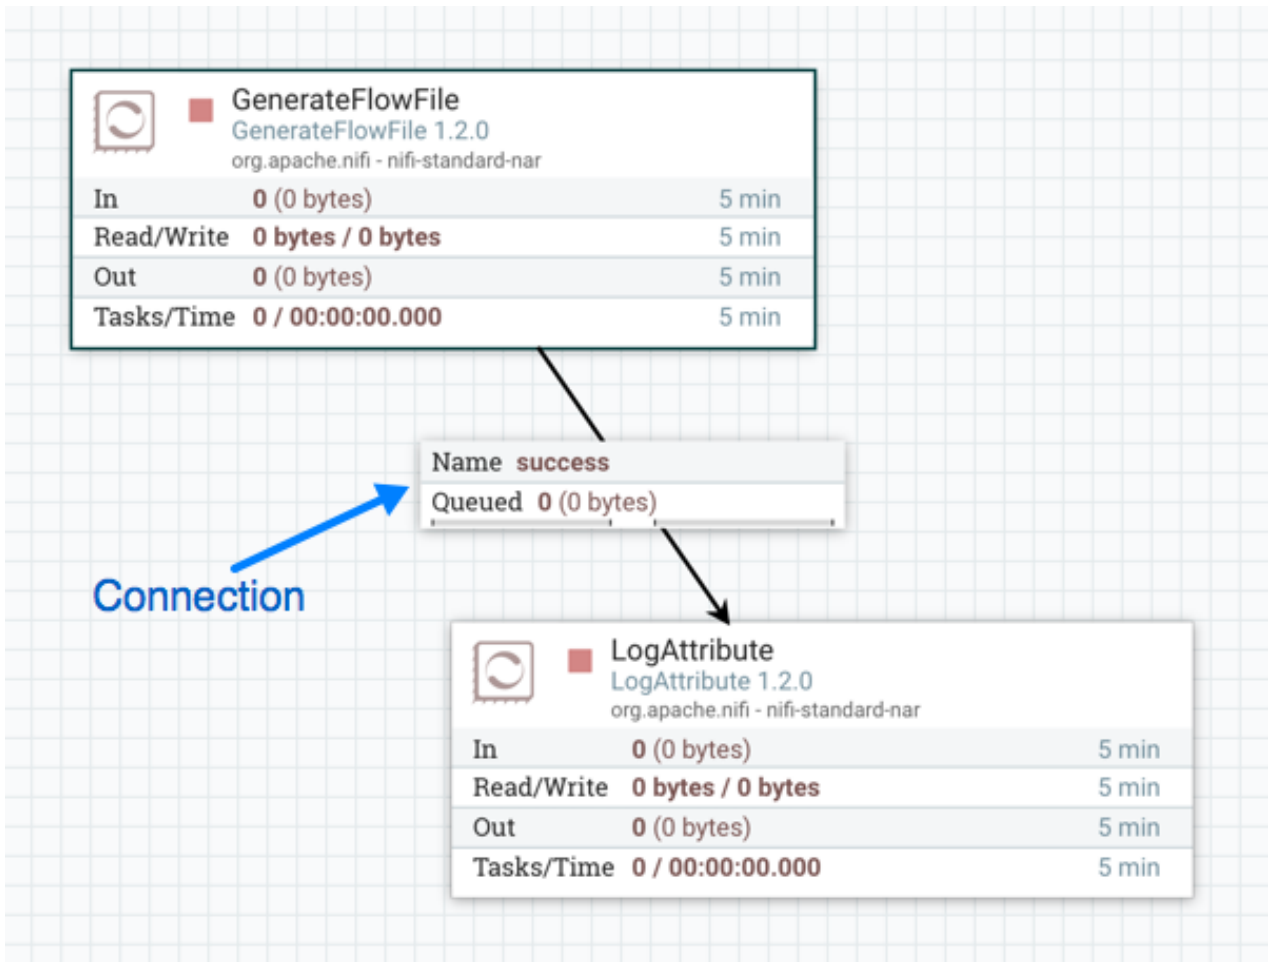 GenerateFlowFile
GenerateFlowFile 1.2.0
org.apache.nifi - nifi-standard-nar
In 0 (0 bytes) 5 min
Read/Write 0 bytes / 0 bytes 5 min
Out 0 (0 bytes) 5 min
Tasks/Time 0 / 00:00:00.000 5 min
Name success
Queued 0 (0 bytes)
Connection
LogAttribute
LogAttribute 1.2.0
org.apache.nifi - nifi-standard-nar
In 0 (0 bytes) 5 min
Read/Write 0 bytes / 0 bytes 5 min
Out 0 (0 bytes) 5 min
Tasks/Time 0 / 00:00:00.000 5 min